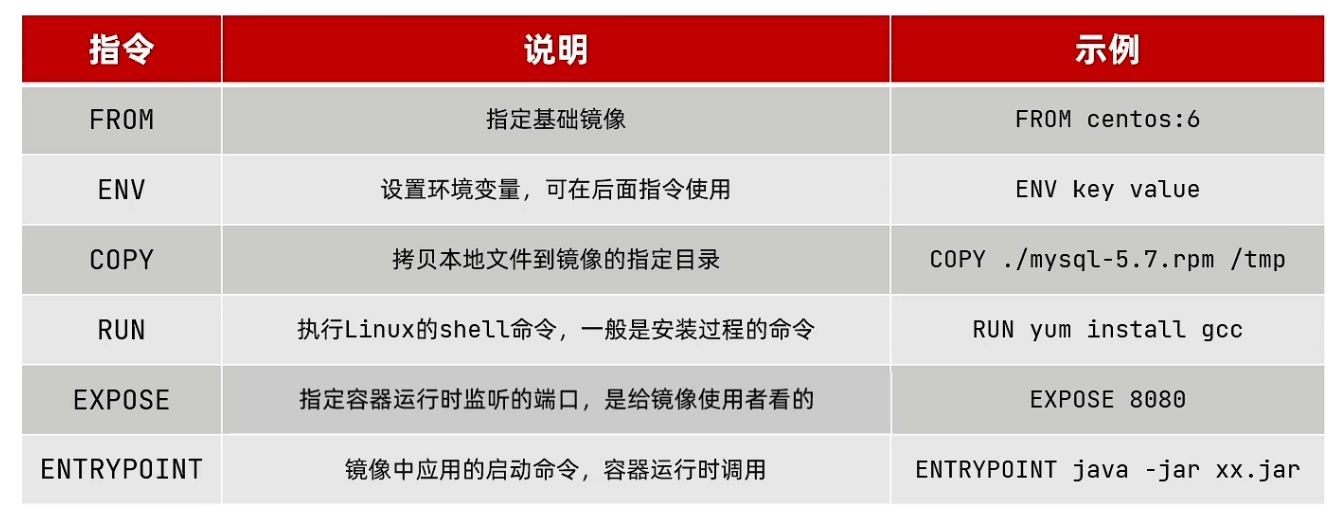 指令 说明 示例
FROM 指定基础镜像 FROM centos:6
ENV 设置环境变量，可在后面指令使用 ENV key value
COPY 拷贝本地文件到镜像的指定目录 COPY ./mysql-5.7.rpm /tmp
RUN 执行Linux的shell命令，一般是安装过程的命令 RUN yum install gcc
EXPOSE 指定容器运行时监听的端口，是给镜像使用者看的 EXPOSE 8080
ENTRYPOINT 镜像中应用的启动命令，容器运行时调用 ENTRYPOINT java -jar xx.jar